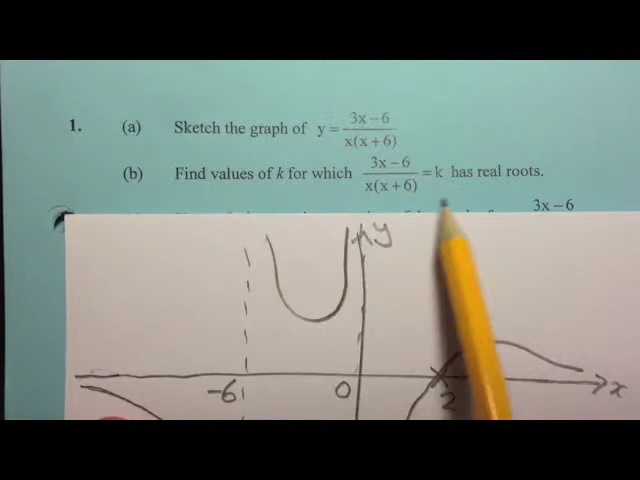 1. (a) Sketch the graph of y = (3x – 6)/(x(x + 6))
(b) Find values of k for which (3x – 6)/(x(x + 6)) = k has real roots.
3x – 6
y
-6 0 2 x